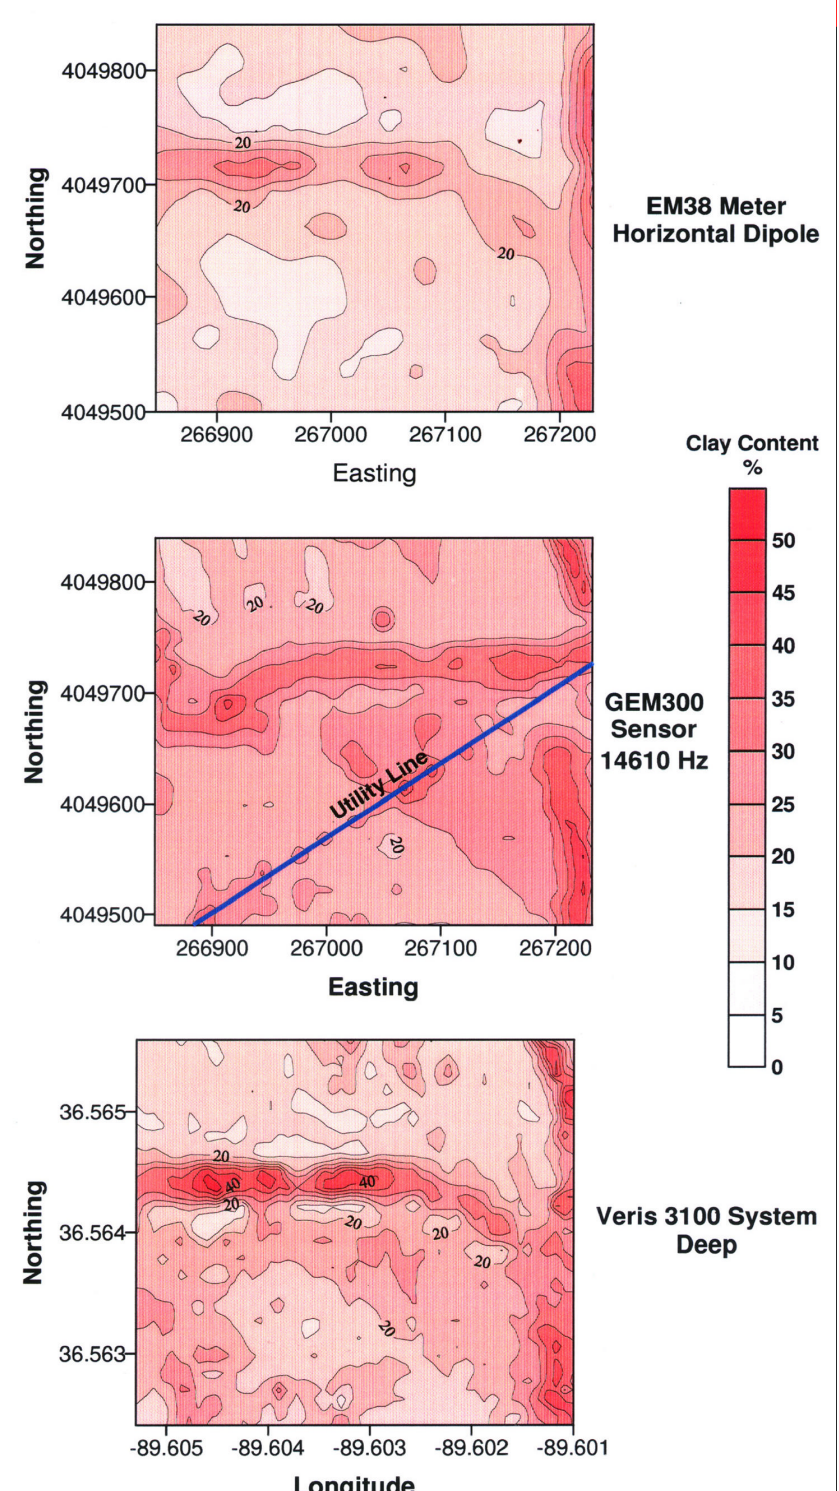 4049800
4049700
4049600
4049500
Northing
20
20
20
266900 267000 267100 267200
Easting
EM38 Meter
Horizontal Dipole
Clay Content
%
50
45
40
35
30
25
20
15
10
5
0
4049800
4049700
4049600
4049500
Northing
20
20
20
Utility Line
20
266900 267000 267100 267200
Easting
GEM300
Sensor
14610 Hz
36.565
36.564
36.563
Northing
20
40
40
20
20
20
20
20
-89.605 -89.604 -89.603 -89.602 -89.601
Longitude
Veris 3100 System
Deep